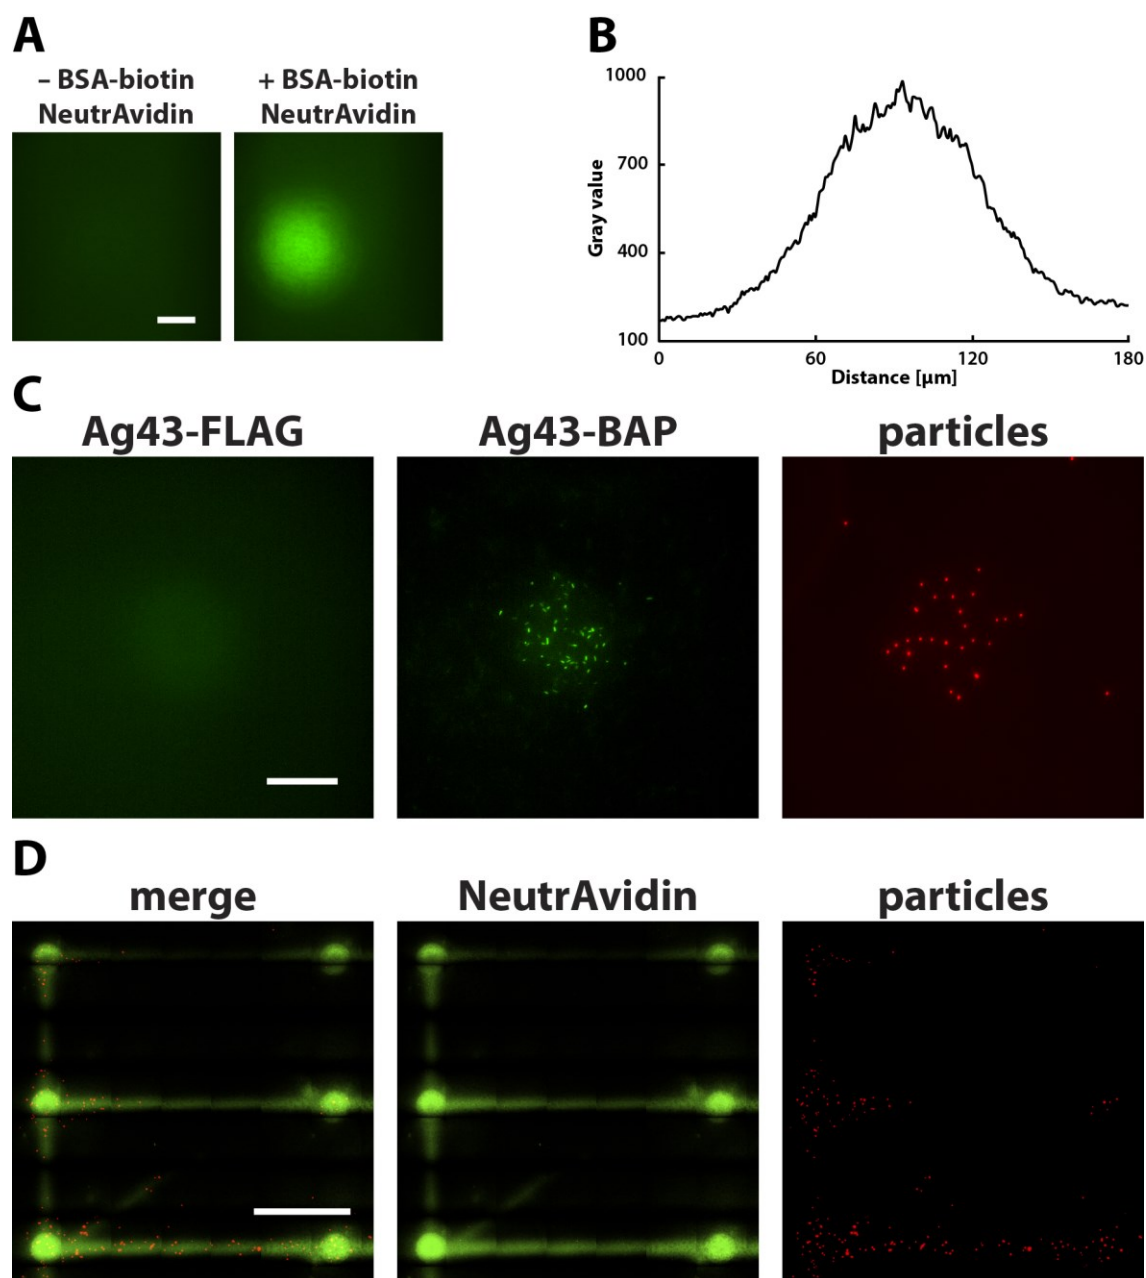 A
– BSA-biotin
NeutrAvidin
+ BSA-biotin
NeutrAvidin
B
1000
700
400
100
Gray value
0
60
120
180
Distance [µm]
C
Ag43-FLAG
Ag43-BAP
particles
D
merge
NeutrAvidin
particles